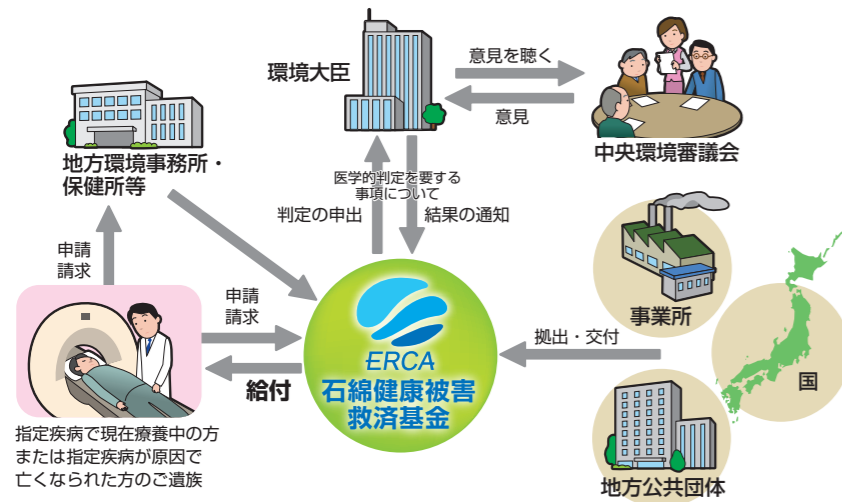 環境大臣
意見を聴く
意見
中央環境審議会
地方環境事務所・
保健所等
医学的判定を要する
事項について
判定の申出
結果の通知
申請
請求
申請
請求
給付
ERCA
石綿健康被害
救済基金
拠出・交付
事業所
国
地方公共団体
指定疾病で現在療養中の方
または指定疾病が原因で
亡くなられた方のご遺族